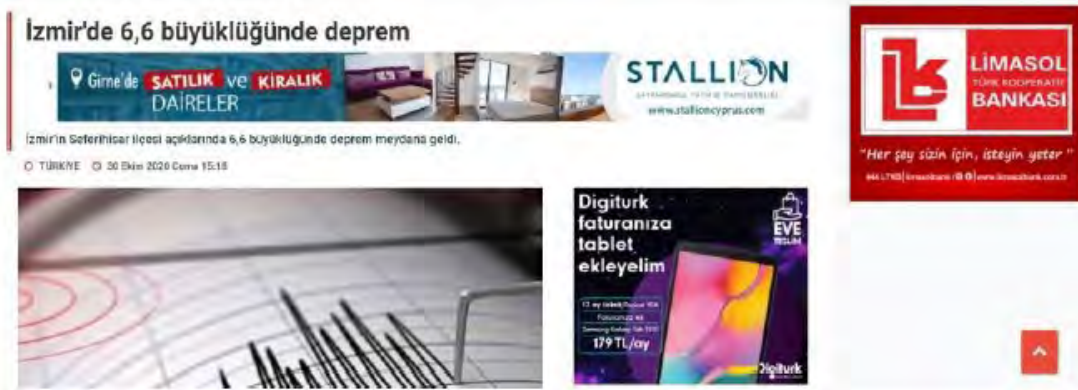 İzmir'de 6,6 büyüklüğünde deprem
Girne'de SATILIK ve KİRALIK
DAİRELER
STALLION
www.stallioncyprus.com
İzmir'in Seferihisar ilçesi açıklarında 6,6 büyüklüğünde deprem meydana geldi.
TÜRKİYE 30 Ekim 2020 Cuma 15:18
Digiturk
faturanıza
tablet
ekleyelim
EVE
TESLİM
179 TL/ay
Digiturk
LİMASOL
TÜRK KOOPERATİF
BANKASI
"Her şey sizin için, isteyin yeter"